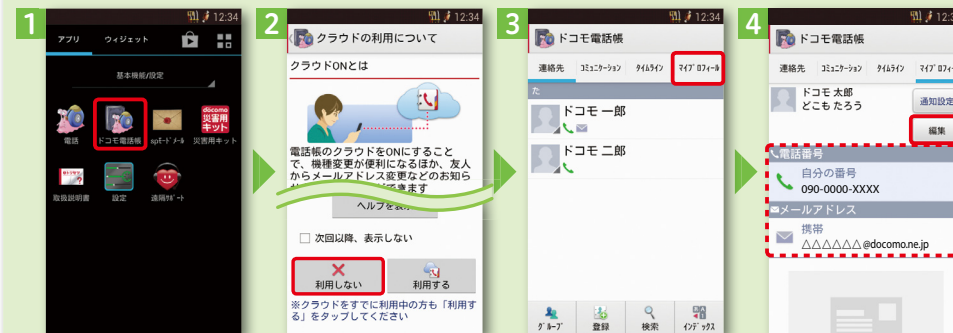 1
12:34
アプリ
ウィジェット
基本機能/設定
電話
ドコモ電話帳
spﾓｰﾄﾞﾒｰﾙ
docomo
災害用
キット
災害用キット
取扱説明書
設定
遠隔ｻﾎﾟｰﾄ
2
12:34
クラウドの利用について
クラウドONとは
電話帳のクラウドをONにすること
で、機種変更が便利になるほか、友人
からメールアドレス変更などのお知ら
できます
ヘルプを表
次回以降、表示しない
利用しない
利用する
※クラウドをすでに利用中の方も「利用す
る」をタップしてください
3
12:34
ドコモ電話帳
連絡先
ｺﾐｭﾆｹｰｼｮﾝ
ﾀｲﾑﾗｲﾝ
ﾏｲﾌﾟﾛﾌｨｰﾙ
た
ドコモ 一郎
ドコモ 二郎
ｸﾞﾙｰﾌﾟ
登録
検索
ｲﾝﾃﾞｯｸｽ
4
12:3
ドコモ電話帳
連絡先
ｺﾐｭﾆｹｰｼｮﾝ
ﾀｲﾑﾗｲﾝ
ﾏｲﾌﾟﾛﾌｨｰ
ドコモ 太郎
どこも たろう
通知設定
編集
電話番号
自分の番号
090-0000-XXXX
メールアドレス
携帯
△△△△△△@docomo.ne.jp